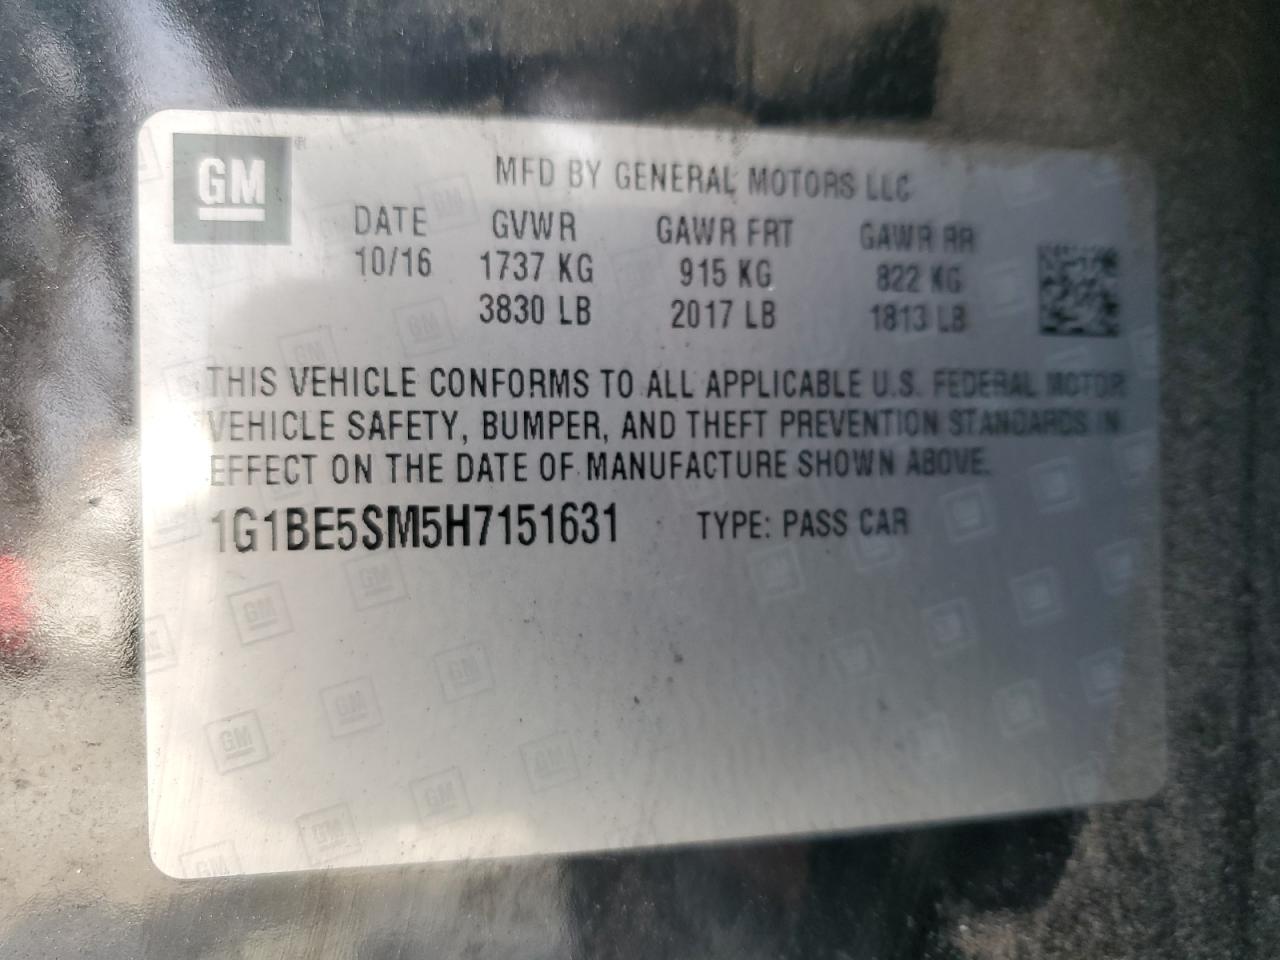 GM
MFD BY GENERAL MOTORS LLC
DATE GVWR GAWR FRT GAWR RR
10/16 1737 KG 915 KG 822 KG
3830 LB 2017 LB 1813 LB
THIS VEHICLE CONFORMS TO ALL APPLICABLE U.S. FEDERAL MOTOR
VEHICLE SAFETY, BUMPER, AND THEFT PREVENTION STANDARDS IN
EFFECT ON THE DATE OF MANUFACTURE SHOWN ABOVE.
1G1BE5SM5H7151631 TYPE: PASS CAR